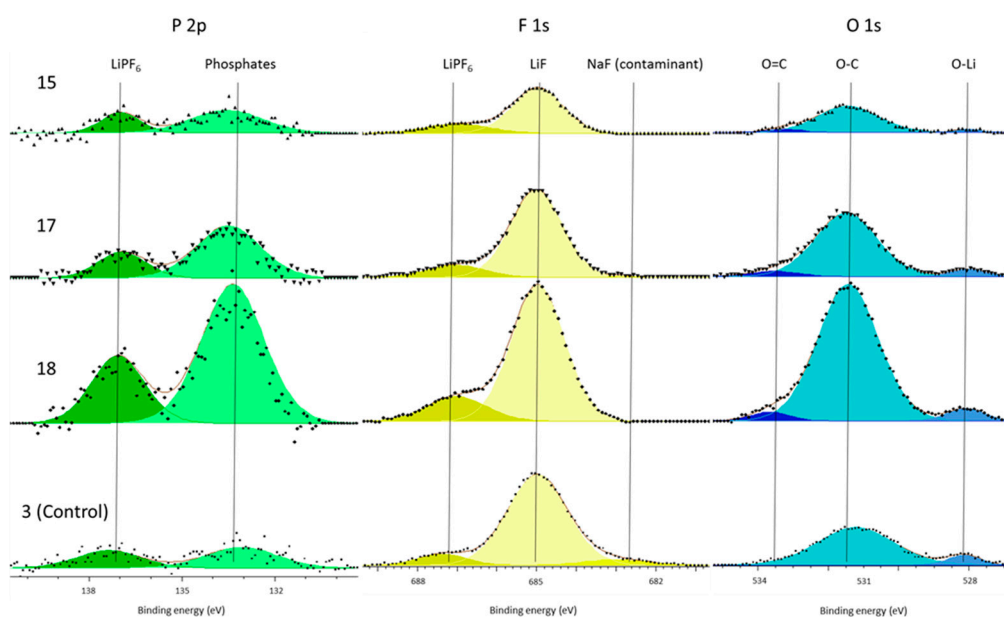 P 2p F 1s O 1s
LiPF6 Phosphates LiPF6 LiF NaF (contaminant) O=C O-C O-Li
15
17
18
3 (Control)
138 135 132 688 685 682 534 531 528
Binding energy (eV) Binding energy (eV) Binding energy (eV)